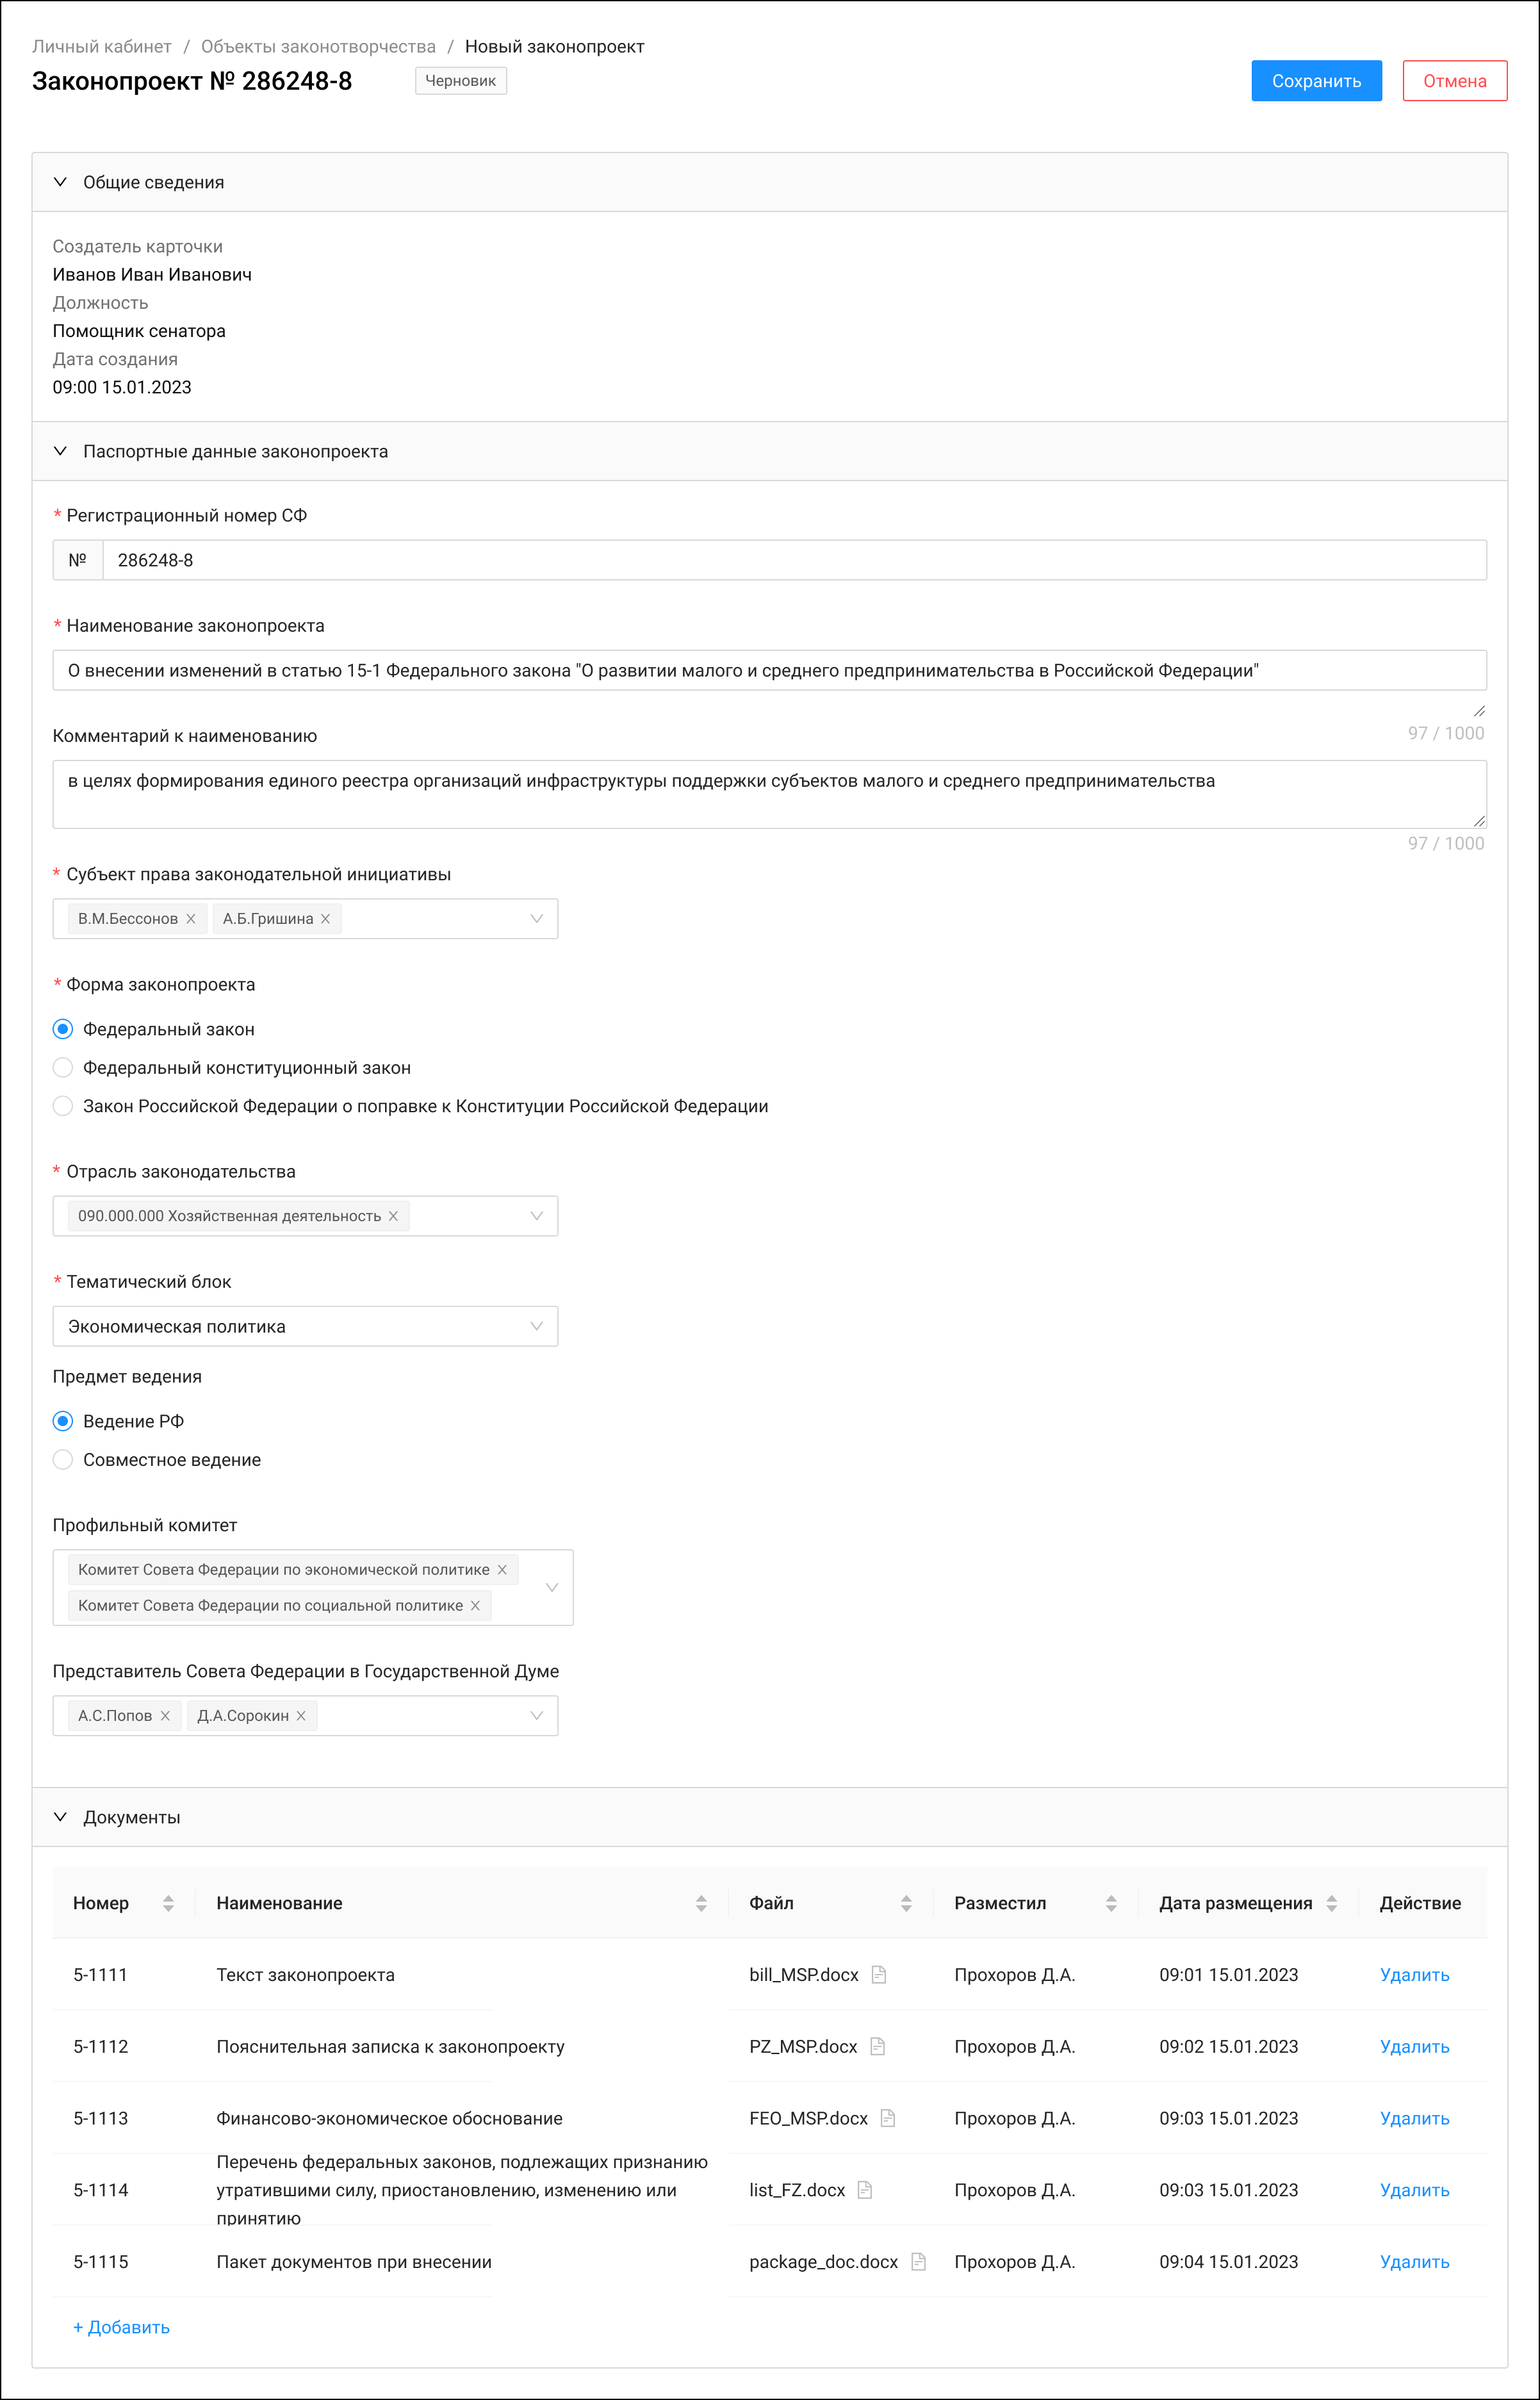 Личный кабинет / Объекты законотворчества / Новый законопроект
Законопроект № 286248-8 Черновик Сохранить Отмена
Общие сведения
Создатель карточки
Иванов Иван Иванович
Должность
Помощник сенатора
Дата создания
09:00 15.01.2023
Паспортные данные законопроекта
* Регистрационный номер СФ
№ 286248-8
* Наименование законопроекта
О внесении изменений в статью 15-1 Федерального закона "О развитии малого и среднего предпринимательства в Российской Федерации"
97 / 1000
Комментарий к наименованию
в целях формирования единого реестра организаций инфраструктуры поддержки субъектов малого и среднего предпринимательства
97 / 1000
* Субъект права законодательной инициативы
В.М.Бессонов А.Б.Гришина
* Форма законопроекта
Федеральный закон
Федеральный конституционный закон
Закон Российской Федерации о поправке к Конституции Российской Федерации
* Отрасль законодательства
090.000.000 Хозяйственная деятельность
* Тематический блок
Экономическая политика
Предмет ведения
Ведение РФ
Совместное ведение
Профильный комитет
Комитет Совета Федерации по экономической политике
Комитет Совета Федерации по социальной политике
Представитель Совета Федерации в Государственной Думе
А.С.Попов Д.А.Сорокин
Документы
Номер Наименование Файл Разместил Дата размещения Действие
5-1111 Текст законопроекта bill_MSP.docx Прохоров Д.А. 09:01 15.01.2023 Удалить
5-1112 Пояснительная записка к законопроекту PZ_MSP.docx Прохоров Д.А. 09:02 15.01.2023 Удалить
5-1113 Финансово-экономическое обоснование FEO_MSP.docx Прохоров Д.А. 09:03 15.01.2023 Удалить
Перечень федеральных законов, подлежащих признанию
5-1114 утратившими силу, приостановлению, изменению или list_FZ.docx Прохоров Д.А. 09:03 15.01.2023 Удалить
принятию
5-1115 Пакет документов при внесении package_doc.docx Прохоров Д.А. 09:04 15.01.2023 Удалить
+ Добавить